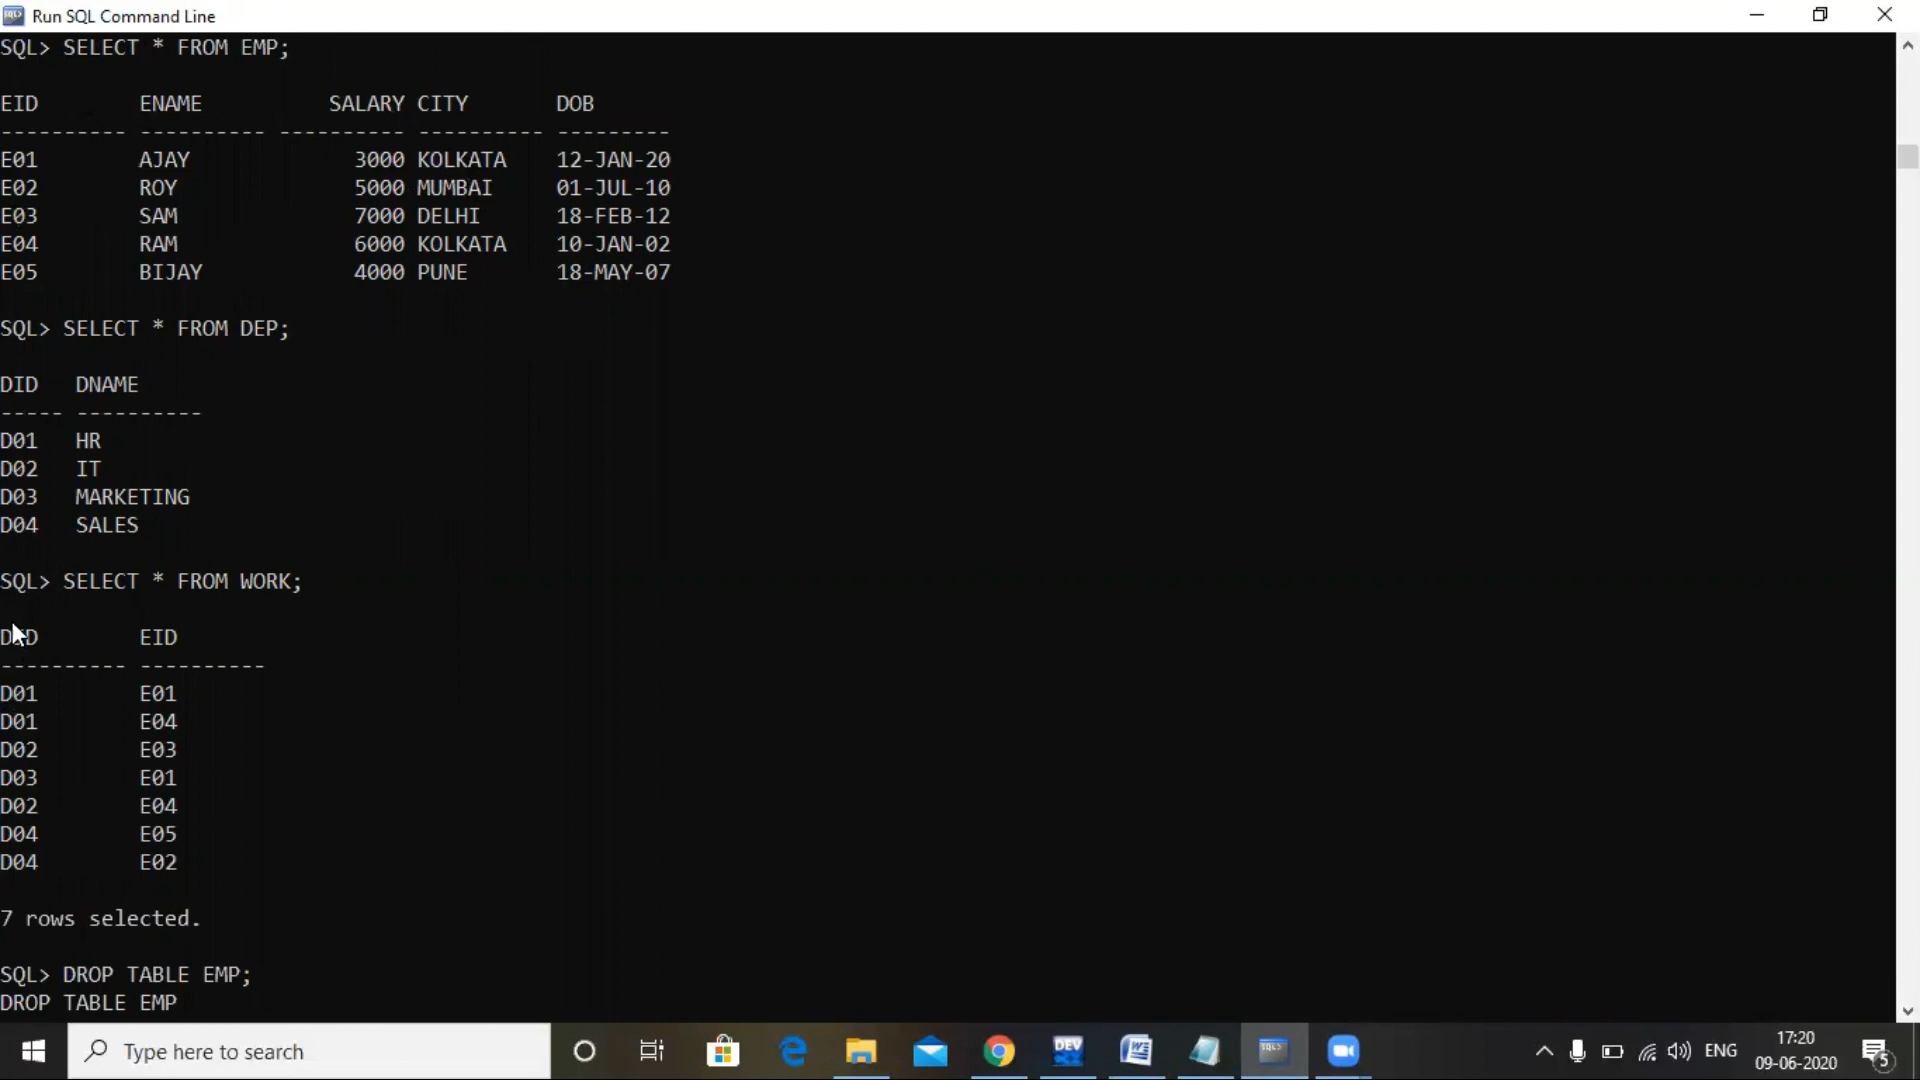 Run SQL Command Line
SQL> SELECT * FROM EMP;
EID        ENAME          SALARY CITY       DOB
---------- ---------- ---------- ---------- ---------
E01        AJAY             3000 KOLKATA    12-JAN-20
E02        ROY              5000 MUMBAI     01-JUL-10
E03        SAM              7000 DELHI      18-FEB-12
E04        RAM              6000 KOLKATA    10-JAN-02
E05        BIJAY            4000 PUNE       18-MAY-07
SQL> SELECT * FROM DEP;
DID   DNAME
----- ----------
D01   HR
D02   IT
D03   MARKETING
D04   SALES
SQL> SELECT * FROM WORK;
DID        EID
---------- ----------
D01        E01
D01        E04
D02        E03
D03        E01
D02        E04
D04        E05
D04        E02
7 rows selected.
SQL> DROP TABLE EMP;
DROP TABLE EMP
Type here to search
DEV
SQL>
ENG
17:20
09-06-2020
5